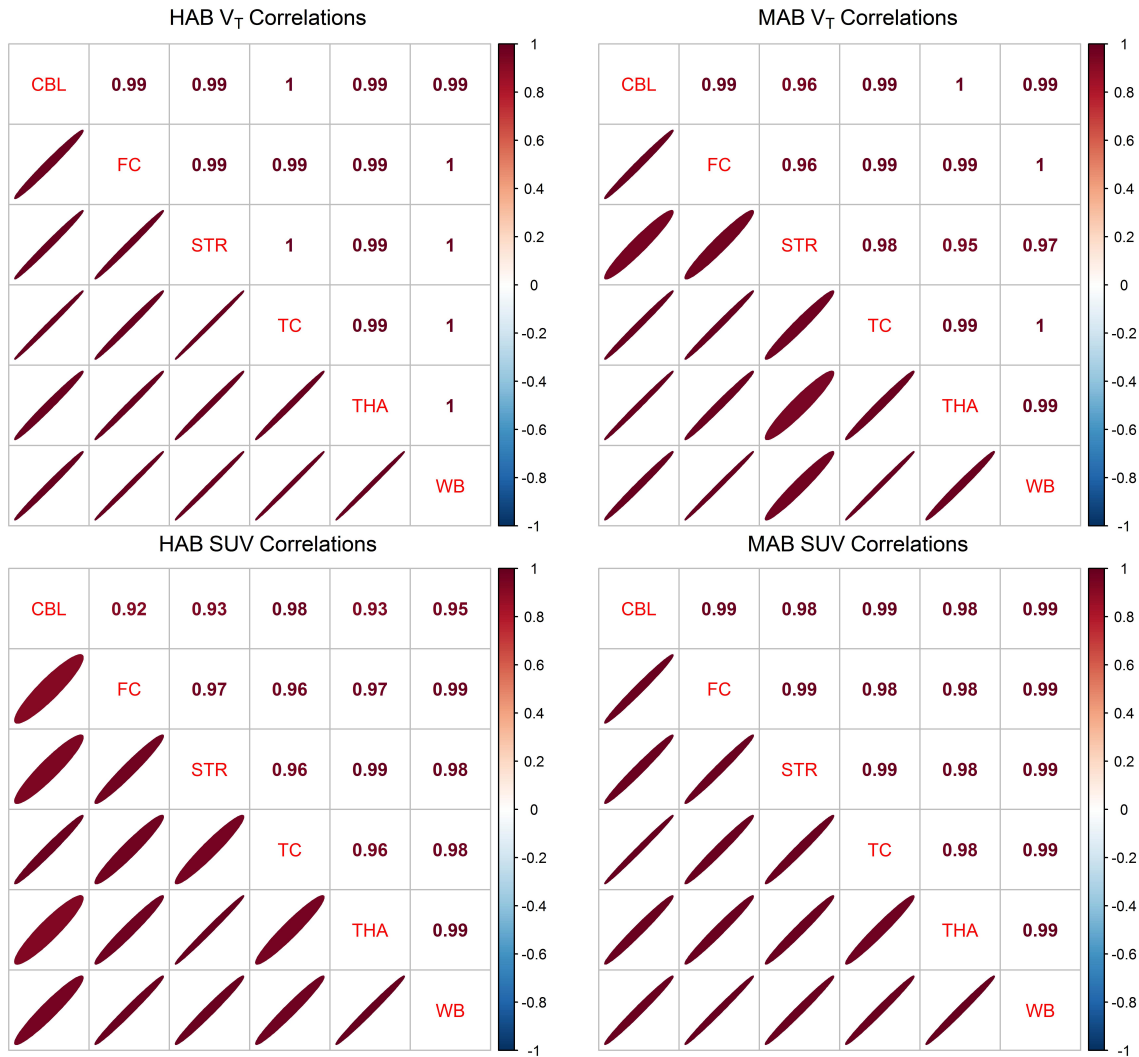 HAB VT Correlations
CBL 0.99 0.99 1 0.99 0.99
FC 0.99 0.99 0.99 1
STR 1 0.99 1
TC 0.99 1
THA 1
WB
1
0.8
0.6
0.4
0.2
0
-0.2
-0.4
-0.6
-0.8
-1
MAB VT Correlations
CBL 0.99 0.96 0.99 1 0.99
FC 0.96 0.99 0.99 1
STR 0.98 0.95 0.97
TC 0.99 1
THA 0.99
WB
1
0.8
0.6
0.4
0.2
0
-0.2
-0.4
-0.6
-0.8
-1
HAB SUV Correlations
CBL 0.92 0.93 0.98 0.93 0.95
FC 0.97 0.96 0.97 0.99
STR 0.96 0.99 0.98
TC 0.96 0.98
THA 0.99
WB
1
0.8
0.6
0.4
0.2
0
-0.2
-0.4
-0.6
-0.8
-1
MAB SUV Correlations
CBL 0.99 0.98 0.99 0.98 0.99
FC 0.99 0.98 0.98 0.99
STR 0.99 0.98 0.99
TC 0.98 0.99
THA 0.99
WB
1
0.8
0.6
0.4
0.2
0
-0.2
-0.4
-0.6
-0.8
-1